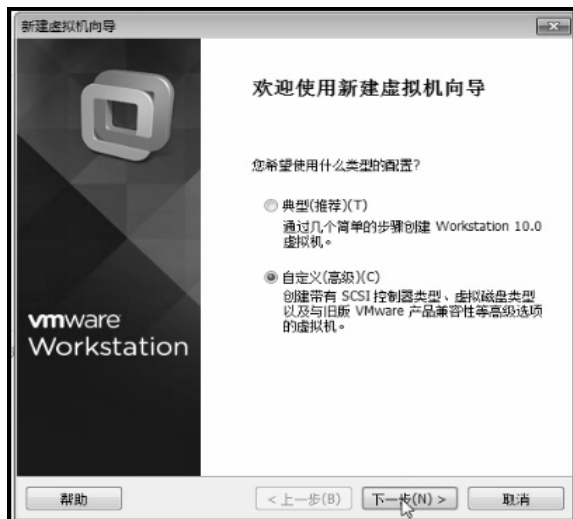 新建虚拟机向导
欢迎使用新建虚拟机向导
您希望使用什么类型的配置?
典型(推荐)(T)
通过几个简单的步骤创建 Workstation 10.0
虚拟机。
自定义(高级)(C)
创建带有 SCSI 控制器类型、虚拟磁盘类型
以及与旧版 VMware 产品兼容性等高级选项
的虚拟机。
vmware
Workstation
帮助
< 上一步(B)
下一步(N) >
取消